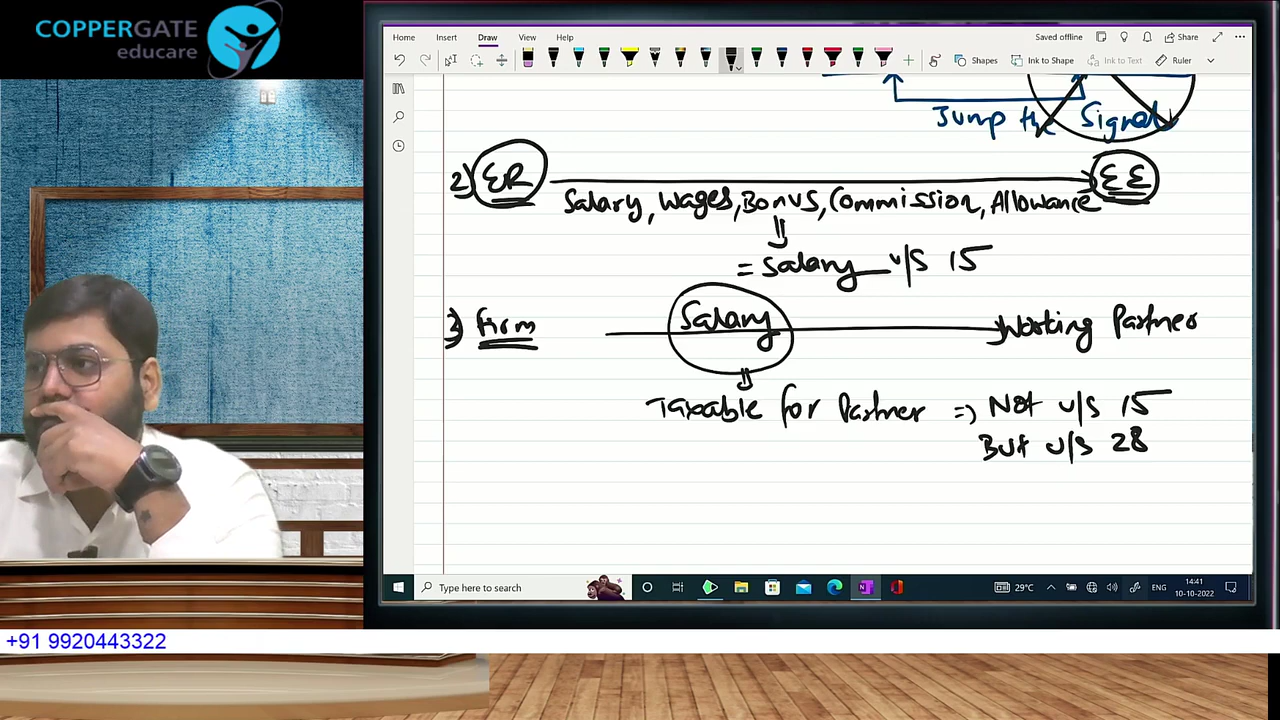 COPPERGATE
educare
Home Insert Draw View Help
Saved offline Share
Shapes Ink to Shape Ink to Text Ruler
Jump the Signal
2) ER EE
Salary, Wages, Bonus, Commission, Allowance
= Salary u/s 15
3) Firm Salary Working Partner
Taxable for Partner => Not u/s 15
But u/s 28
Type here to search
29°C ENG 14:41
10-10-2022
+91 9920443322